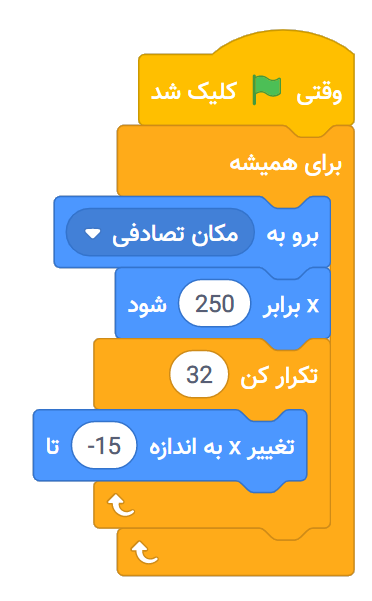 وقتی کلیک شد
برای همیشه
برو به مکان تصادفی
x برابر 250 شود
تکرار کن 32
تغییر x به اندازه -15 تا